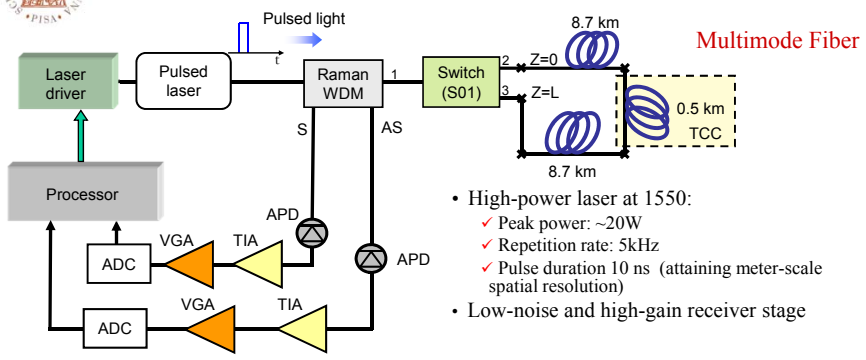 PISA
Pulsed light
t
8.7 km
Multimode Fiber
Laser driver
Pulsed laser
Raman WDM
1
Switch (S01)
2
Z=0
3
Z=L
0.5 km
TCC
S
AS
8.7 km
Processor
APD
APD
VGA
TIA
ADC
VGA
TIA
ADC
• High-power laser at 1550:
✓ Peak power: ~20W
✓ Repetition rate: 5kHz
✓ Pulse duration 10 ns (attaining meter-scale
spatial resolution)
• Low-noise and high-gain receiver stage